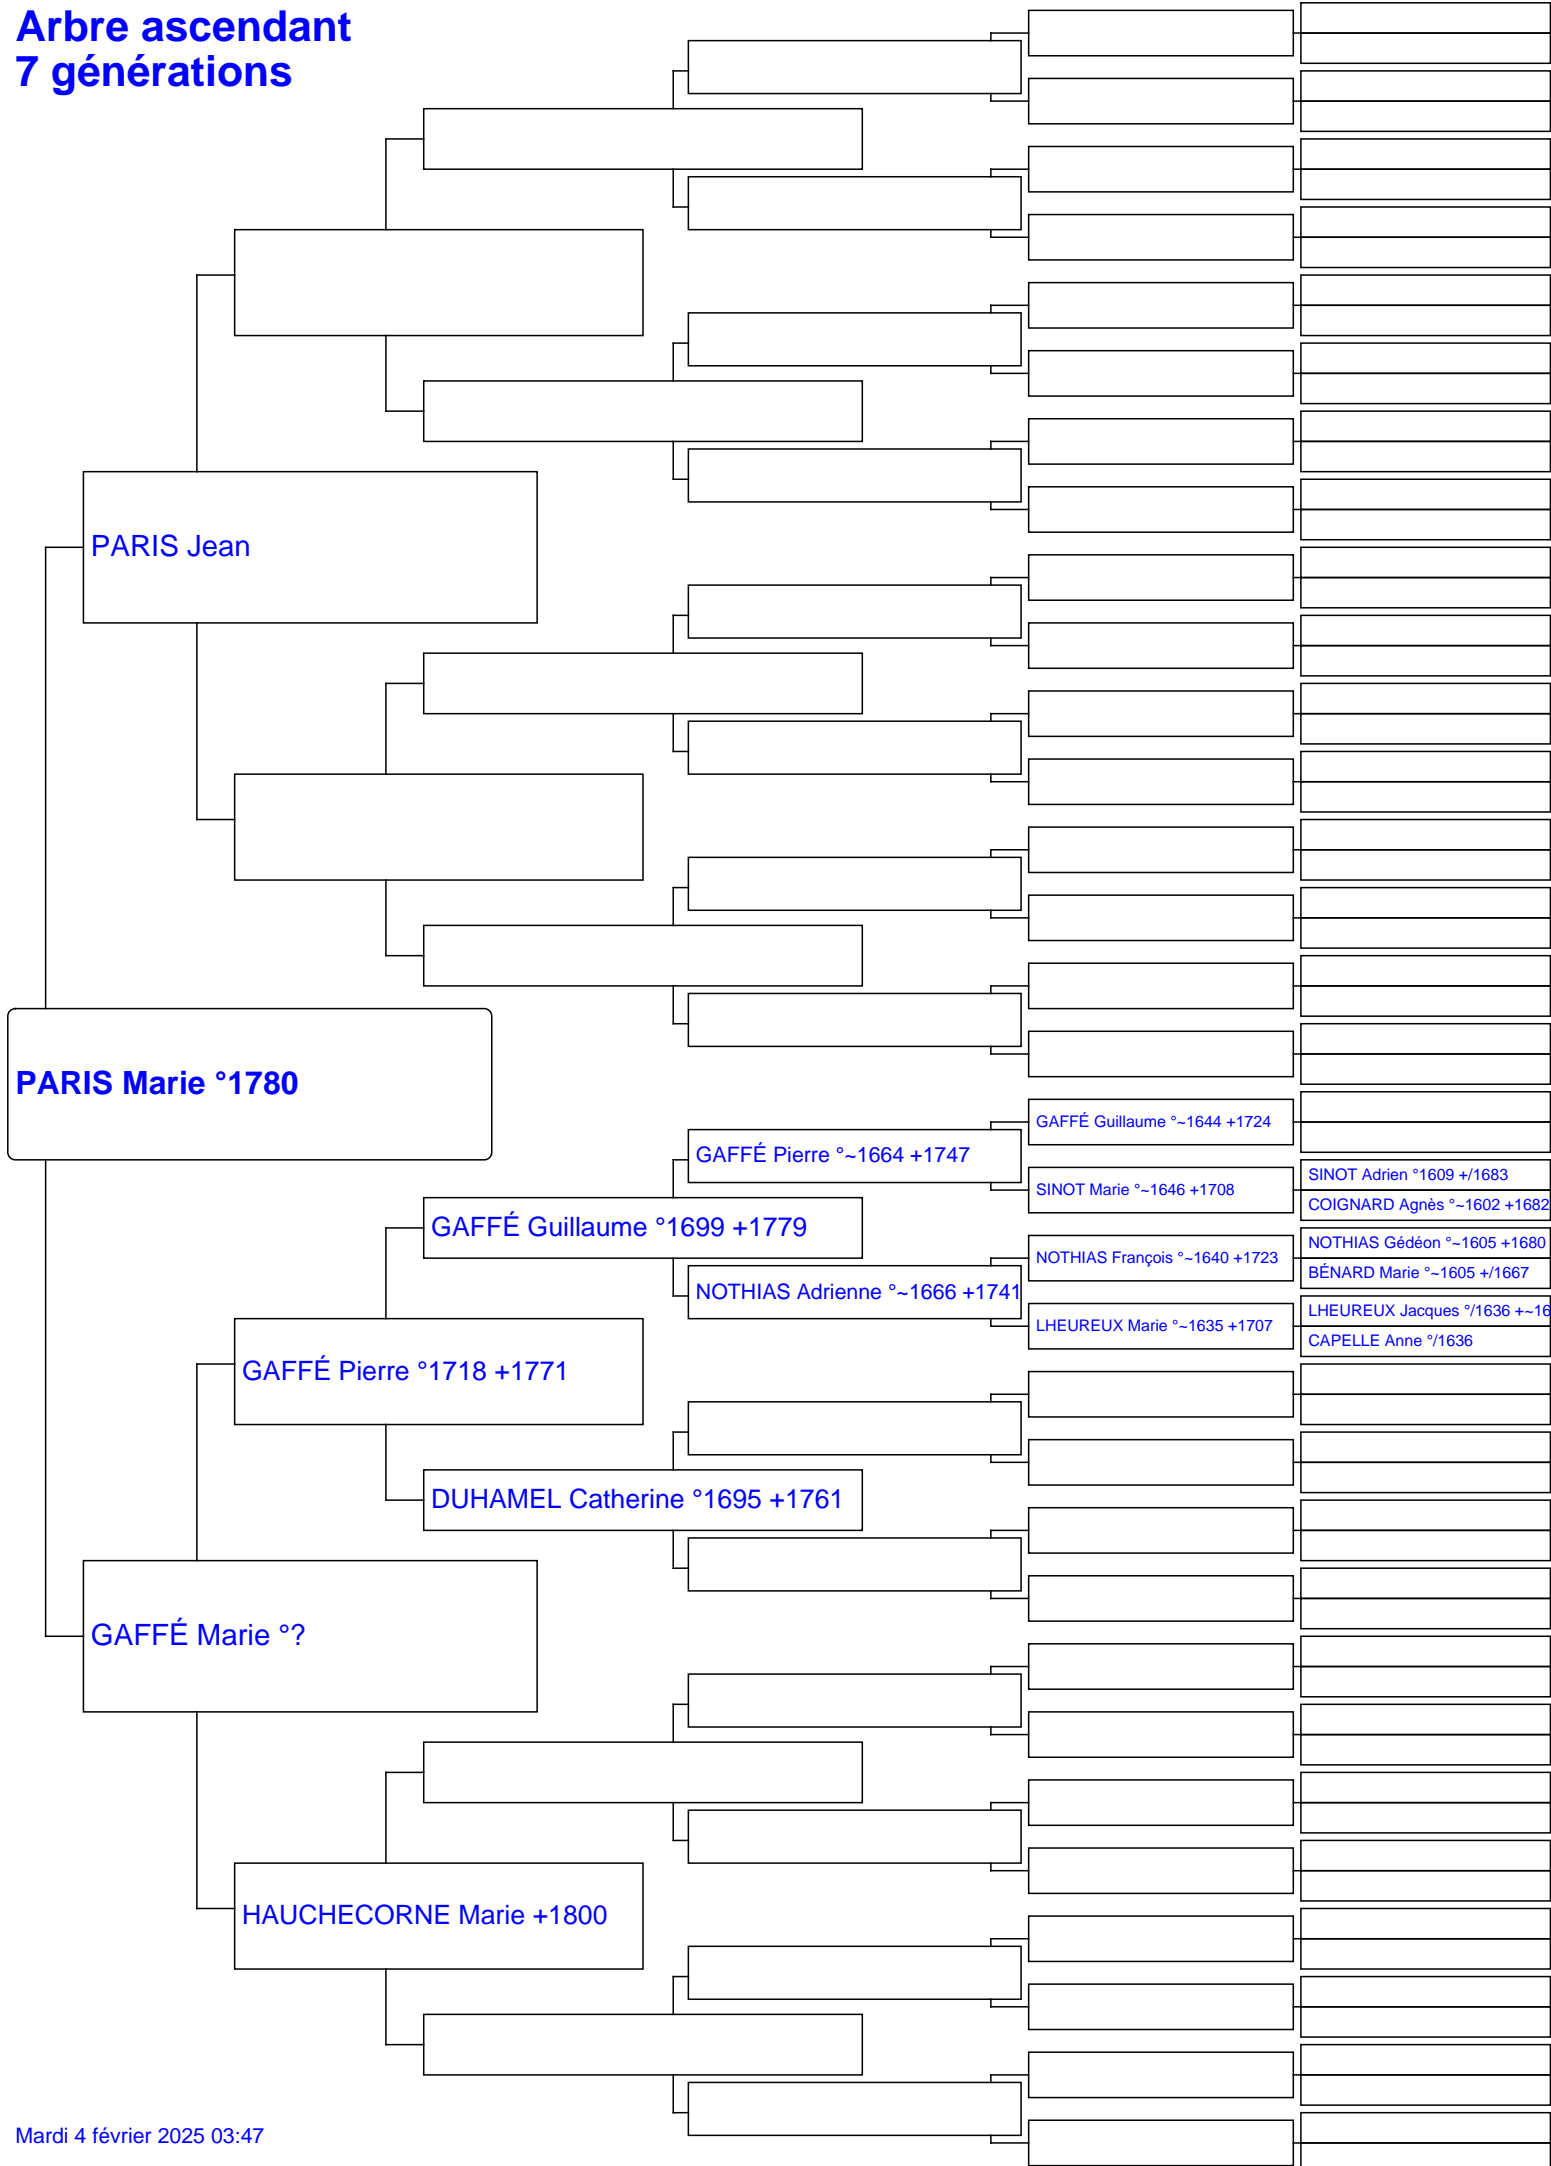 Arbre ascendant
7 générations
PARIS Jean
PARIS Marie °1780
GAFFÉ Guillaume °~1644 +1724
GAFFÉ Pierre °~1664 +1747
SINOT Adrien °1609 +/1683
SINOT Marie °~1646 +1708
COIGNARD Agnès °~1602 +1682
GAFFÉ Guillaume °1699 +1779
NOTHIAS Gédéon °~1605 +1680
NOTHIAS François °~1640 +1723
BÉNARD Marie °~1605 +/1667
NOTHIAS Adrienne °~1666 +1741
LHEUREUX Jacques °/1636 +~16
LHEUREUX Marie °~1635 +1707
CAPELLE Anne °/1636
GAFFÉ Pierre °1718 +1771
DUHAMEL Catherine °1695 +1761
GAFFÉ Marie °?
HAUCHECORNE Marie +1800
Mardi 4 février 2025 03:47